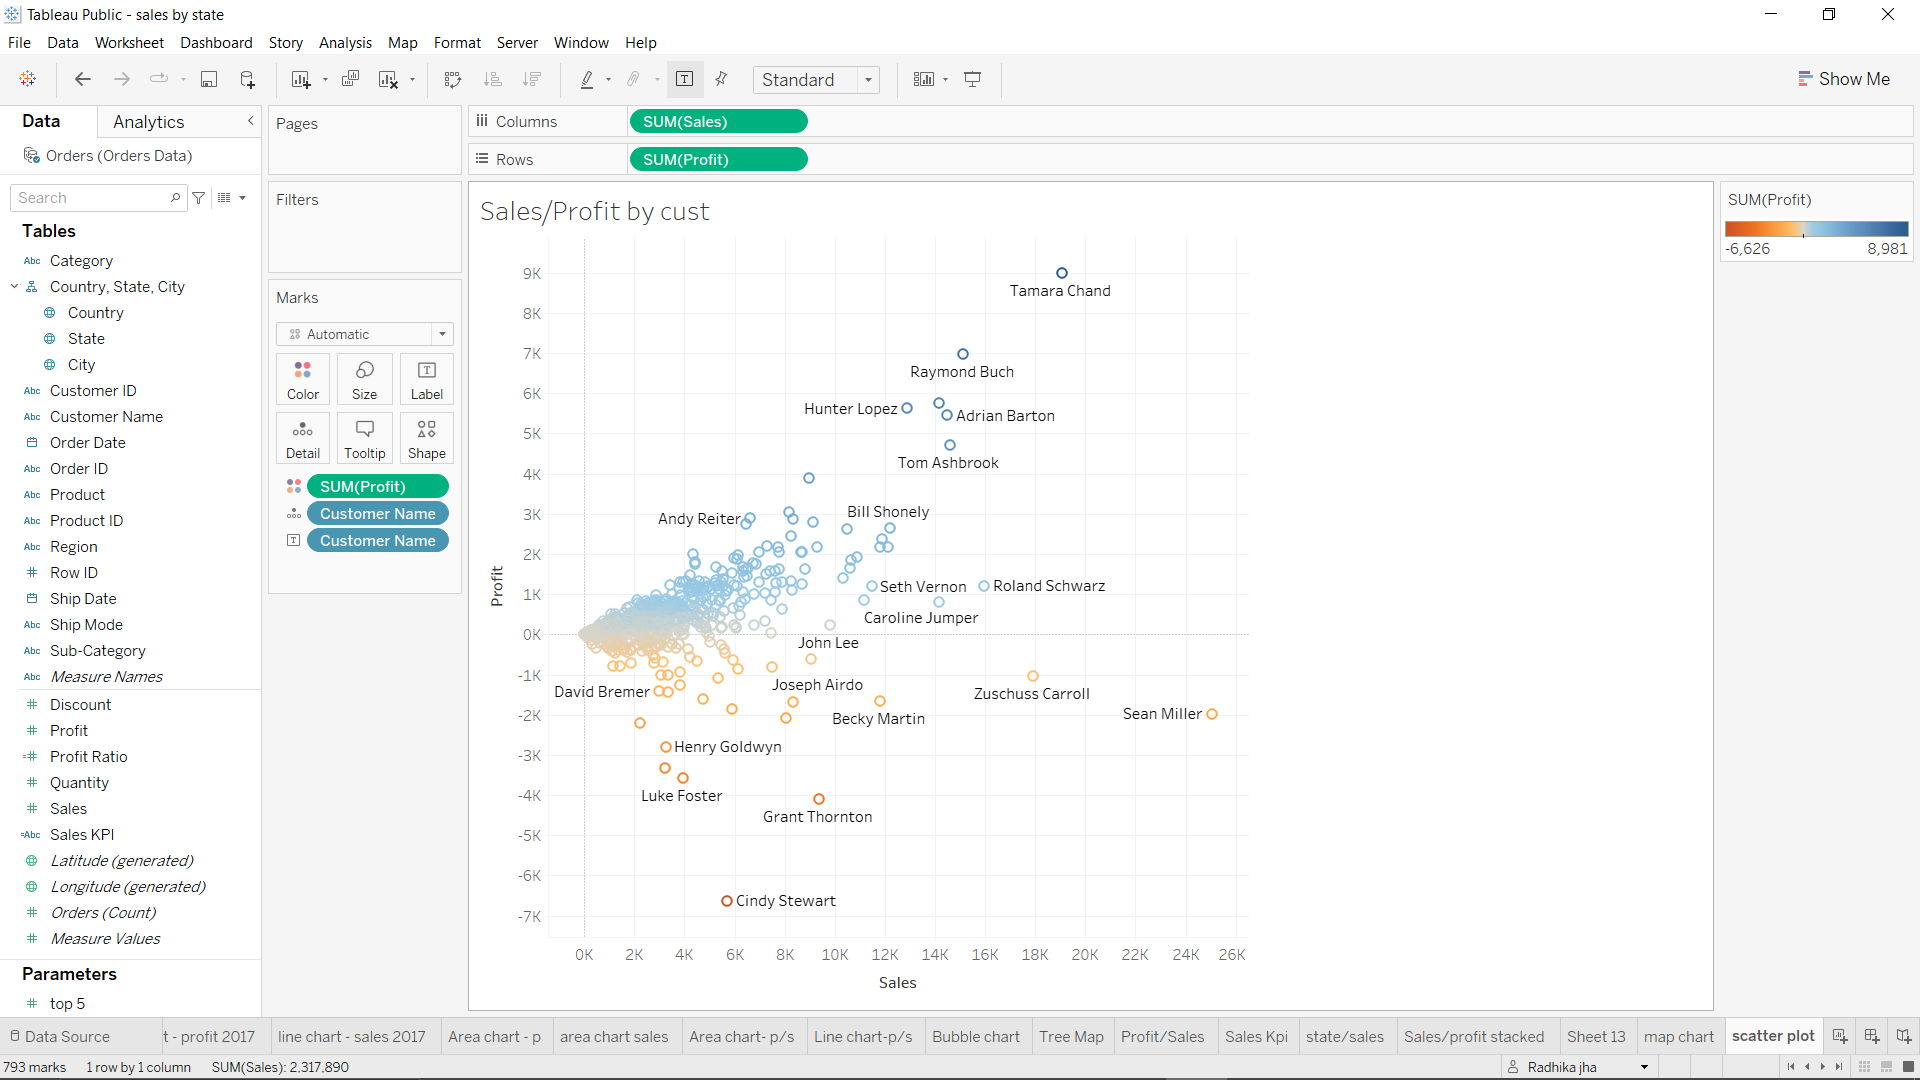 Tableau Public - sales by state
File Data Worksheet Dashboard Story Analysis Map Format Server Window Help
Standard
Show Me
Data Analytics
Orders (Orders Data)
Search
Tables
Abc Category
Country, State, City
Country
State
City
Abc Customer ID
Abc Customer Name
Order Date
Abc Order ID
Abc Product
Abc Product ID
Abc Region
# Row ID
Ship Date
Abc Ship Mode
Abc Sub-Category
Abc Measure Names
# Discount
# Profit
=# Profit Ratio
# Quantity
# Sales
=Abc Sales KPI
Latitude (generated)
Longitude (generated)
# Orders (Count)
# Measure Values
Parameters
# top 5
Pages
Filters
Marks
Automatic
Color Size Label
Detail Tooltip Shape
SUM(Profit)
Customer Name
Customer Name
Columns SUM(Sales)
Rows SUM(Profit)
Sales/Profit by cust
9K
8K
7K
6K
5K
4K
3K
2K
1K
0K
-1K
-2K
-3K
-4K
-5K
-6K
-7K
Profit
Tamara Chand
Raymond Buch
Hunter Lopez
Adrian Barton
Tom Ashbrook
Bill Shonely
Andy Reiter
Seth Vernon
Roland Schwarz
Caroline Jumper
John Lee
Joseph Airdo
David Bremer
Zuschuss Carroll
Sean Miller
Becky Martin
Henry Goldwyn
Luke Foster
Grant Thornton
Cindy Stewart
0K 2K 4K 6K 8K 10K 12K 14K 16K 18K 20K 22K 24K 26K
Sales
SUM(Profit)
-6,626 8,981
Data Source t - profit 2017 line chart - sales 2017 Area chart - p area chart sales Area chart- p/s Line chart-p/s Bubble chart Tree Map Profit/Sales Sales Kpi state/sales Sales/profit stacked Sheet 13 map chart scatter plot
793 marks 1 row by 1 column SUM(Sales): 2,317,890 Radhika jha